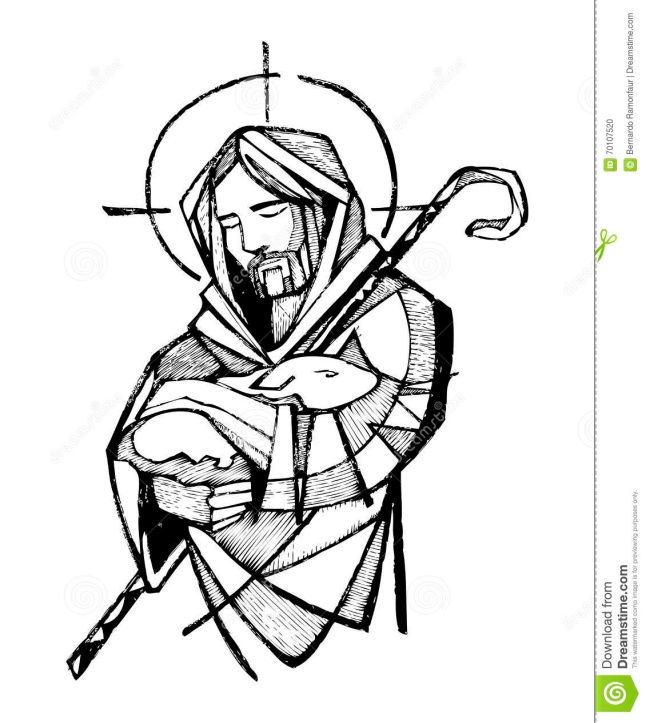 ID 70107520
© Bernardo Ramonfaur | Dreamstime.com
Download from
Dreamstime.com
This watermarked comp image is for previewing purposes only.